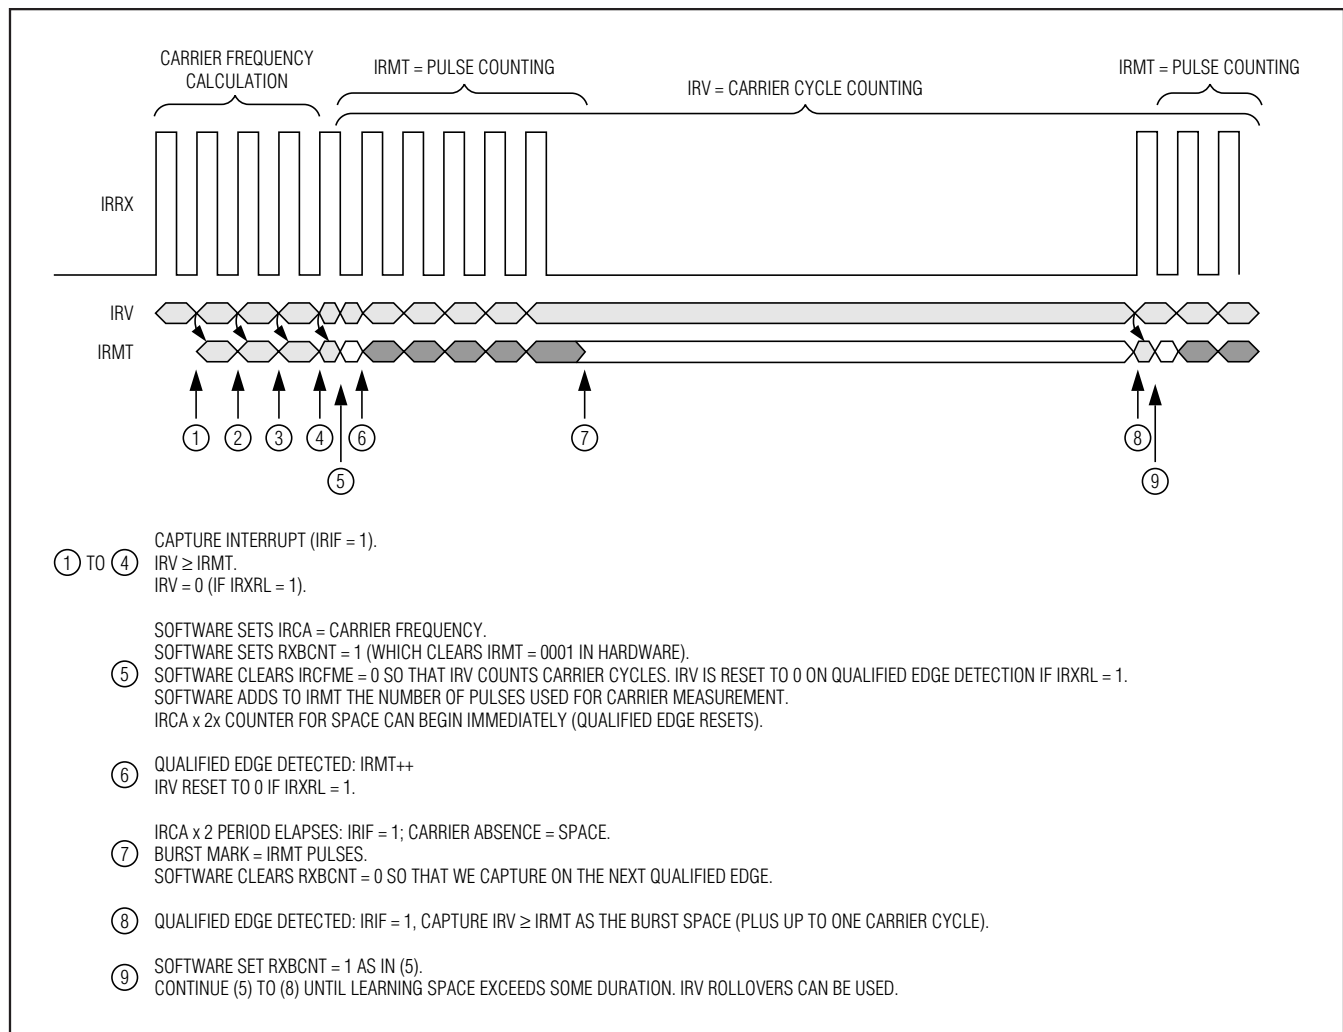 CARRIER FREQUENCY
CALCULATION
IRMT = PULSE COUNTING
IRV = CARRIER CYCLE COUNTING
IRMT = PULSE COUNTING
IRRX
IRV
IRMT
1
2
3
4
6
7
8
5
9
1 TO 4
CAPTURE INTERRUPT (IRIF = 1).
IRV ≥ IRMT.
IRV = 0 (IF IRXRL = 1).
5
SOFTWARE SETS IRCA = CARRIER FREQUENCY.
SOFTWARE SETS RXBCNT = 1 (WHICH CLEARS IRMT = 0001 IN HARDWARE).
SOFTWARE CLEARS IRCFME = 0 SO THAT IRV COUNTS CARRIER CYCLES. IRV IS RESET TO 0 ON QUALIFIED EDGE DETECTION IF IRXRL = 1.
SOFTWARE ADDS TO IRMT THE NUMBER OF PULSES USED FOR CARRIER MEASUREMENT.
IRCA x 2x COUNTER FOR SPACE CAN BEGIN IMMEDIATELY (QUALIFIED EDGE RESETS).
6
QUALIFIED EDGE DETECTED: IRMT++
IRV RESET TO 0 IF IRXRL = 1.
7
IRCA x 2 PERIOD ELAPSES: IRIF = 1; CARRIER ABSENCE = SPACE.
BURST MARK = IRMT PULSES.
SOFTWARE CLEARS RXBCNT = 0 SO THAT WE CAPTURE ON THE NEXT QUALIFIED EDGE.
8 QUALIFIED EDGE DETECTED: IRIF = 1, CAPTURE IRV ≥ IRMT AS THE BURST SPACE (PLUS UP TO ONE CARRIER CYCLE).
9
SOFTWARE SET RXBCNT = 1 AS IN (5).
CONTINUE (5) TO (8) UNTIL LEARNING SPACE EXCEEDS SOME DURATION. IRV ROLLOVERS CAN BE USED.